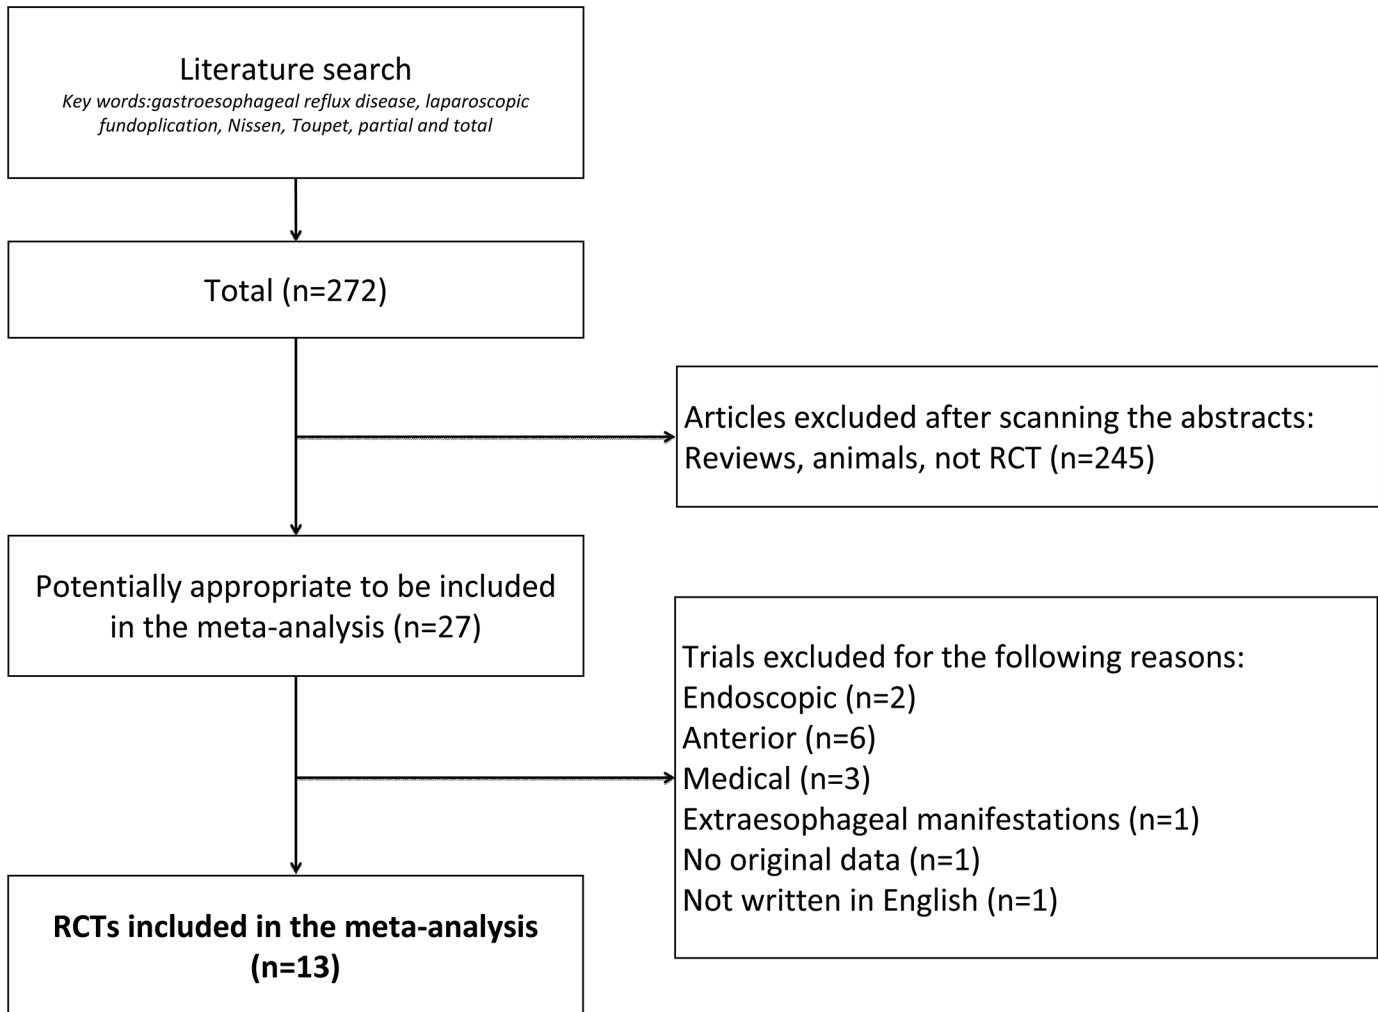 Literature search
Key words:gastroesophageal reflux disease, laparoscopic
fundoplication, Nissen, Toupet, partial and total
Total (n=272)
Articles excluded after scanning the abstracts:
Reviews, animals, not RCT (n=245)
Potentially appropriate to be included
in the meta-analysis (n=27)
Trials excluded for the following reasons:
Endoscopic (n=2)
Anterior (n=6)
Medical (n=3)
Extraesophageal manifestations (n=1)
No original data (n=1)
Not written in English (n=1)
RCTs included in the meta-analysis
(n=13)